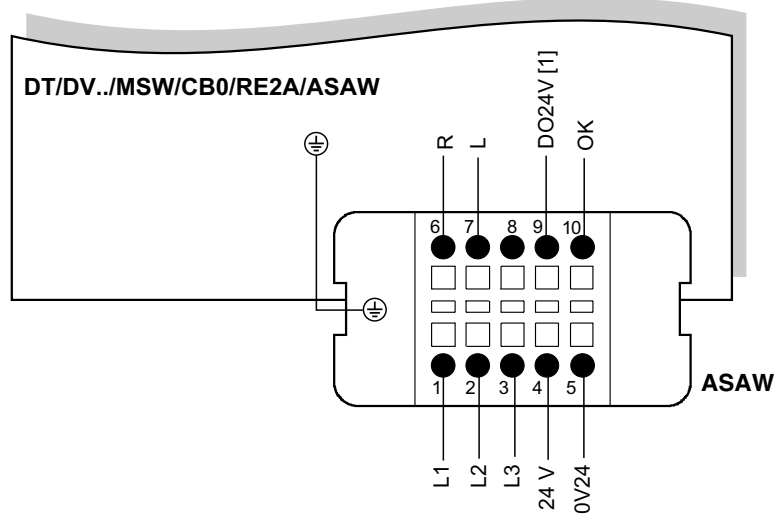 DT/DV../MSW/CB0/RE2A/ASAW
R
L
DO24V [1]
OK
6
7
8
9
10
1
2
3
4
5
ASAW
L1
L2
L3
24 V
0V24